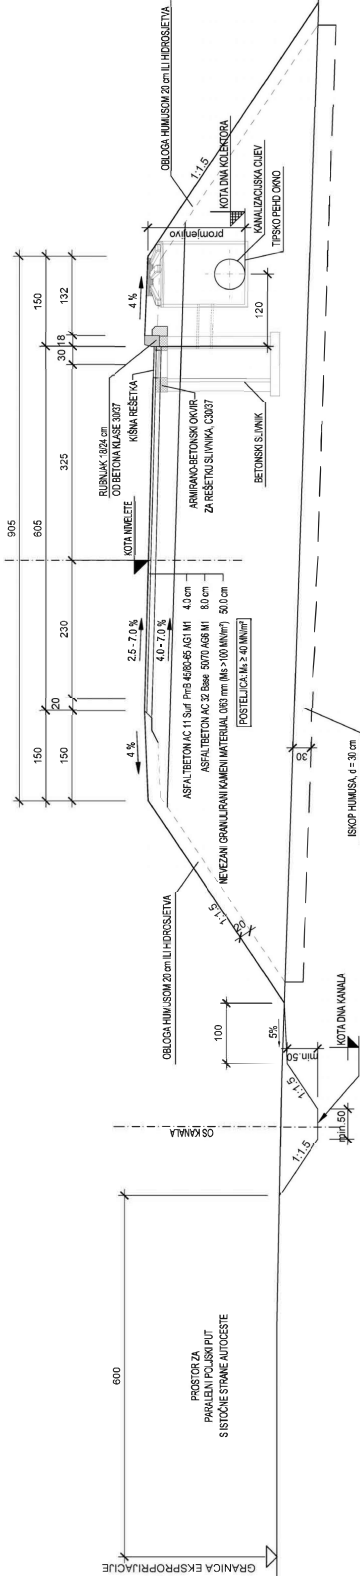 GRANICA EKSPROPRIJACIJE
600
PROSTOR ZA
PARALELNI POLJSKI PUT
S ISTOČNE STRANE AUTOCESTE
OS KANALA
1:1.5
min.50
KOTA DNA KANALA
1:1.5
min.50
5%
100
OBLOGA HUMUSOM 20 cm ILI HIDROSJETVA
1:1.5
20
905
150
605
150
150
20
230
325
30
18
132
4 %
2.5 - 7.0 %
4.0 - 7.0 %
KOTA NIVELETE
ASFALTBETON AC 11 Surf PmB 45/80-65 AG1 M1 4.0 cm
ASFALTBETON AC 32 Base 50/70 AG6 M1 8.0 cm
NEVEZANI GRANULIRANI KAMENI MATERIJAL 0/63 mm (Ms >100 MN/m²) 50.0 cm
POSTELJICA: Ms ≥ 40 MN/m²
30
ISKOP HUMUSA, d = 30 cm
RUBNJAK 18/24 cm
OD BETONA KLASE 30/37
KIŠNA REŠETKA
ARMIRANO-BETONSKI OKVIR
ZA REŠETKU SLIVNIKA, C30/37
BETONSKI SLIVNIK
4 %
120
promjenjivo
OBLOGA HUMUSOM 20 cm ILI HIDROSJETVA
1:1.5
KOTA DNA KOLEKTORA
KANALIZACIJSKA CIJEV
TIPSKO PEHD OKNO